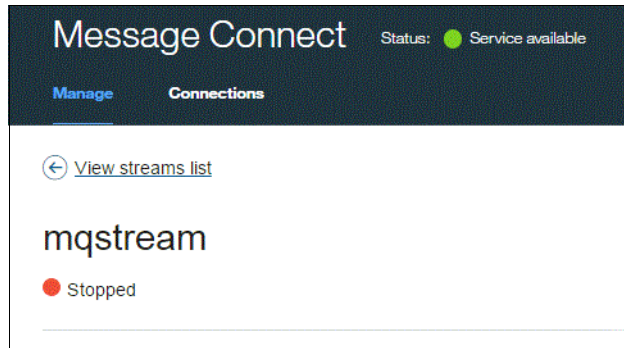 Message Connect Status: Service available
Manage Connections
View streams list
mqstream
Stopped